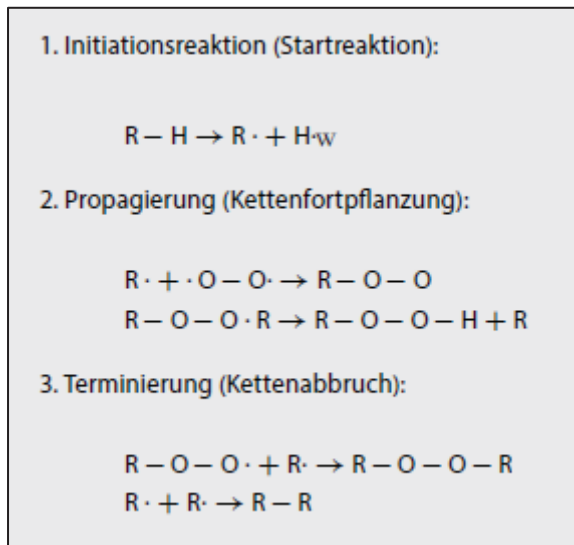 1. Initiationsreaktion (Startreaktion):
R – H → R · + H·w
2. Propagierung (Kettenfortpflanzung):
R · + · O – O· → R – O – O
R – O – O · R → R – O – O – H + R
3. Terminierung (Kettenabbruch):
R – O – O · + R· → R – O – O – R
R · + R· → R – R